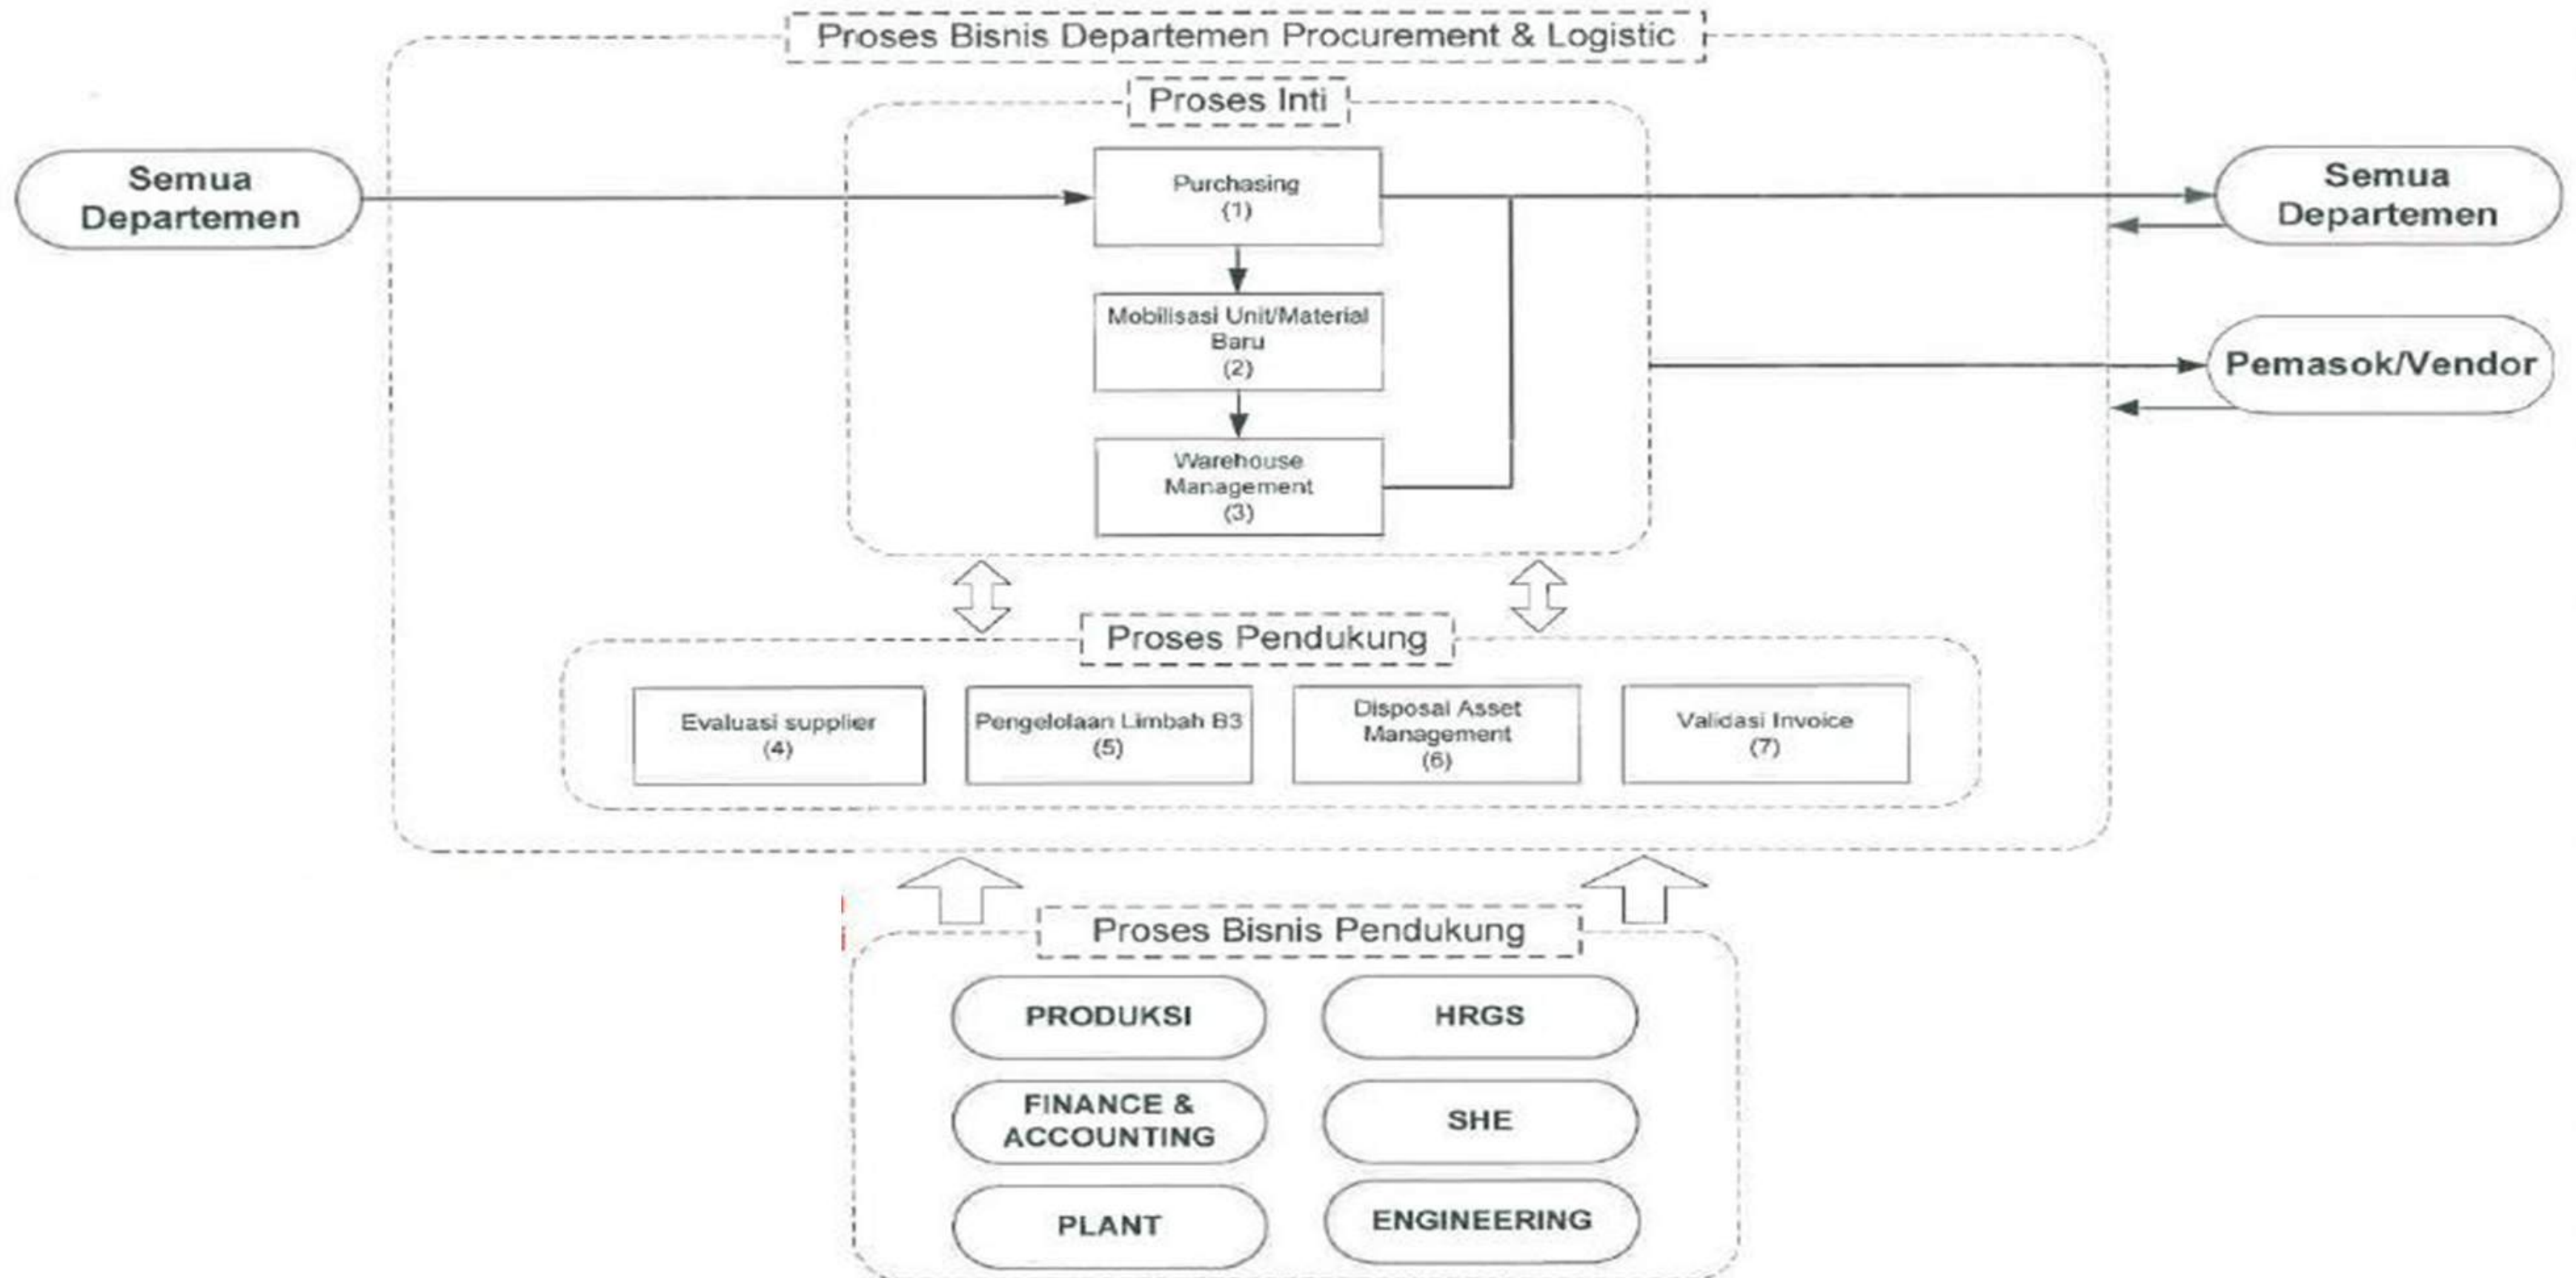 Proses Bisnis Departemen Procurement & Logistic
Proses Inti
Semua
Departemen
Purchasing
(1)
Semua
Departemen
Mobilisasi Unit/Material
Baru
(2)
Pemasok/Vendor
Warehouse
Management
(3)
Proses Pendukung
Evaluasi supplier
(4)
Pengelolaan Limbah B3
(5)
Disposal Asset
Management
(6)
Validasi Invoice
(7)
Proses Bisnis Pendukung
PRODUKSI
HRGS
FINANCE &
ACCOUNTING
SHE
PLANT
ENGINEERING